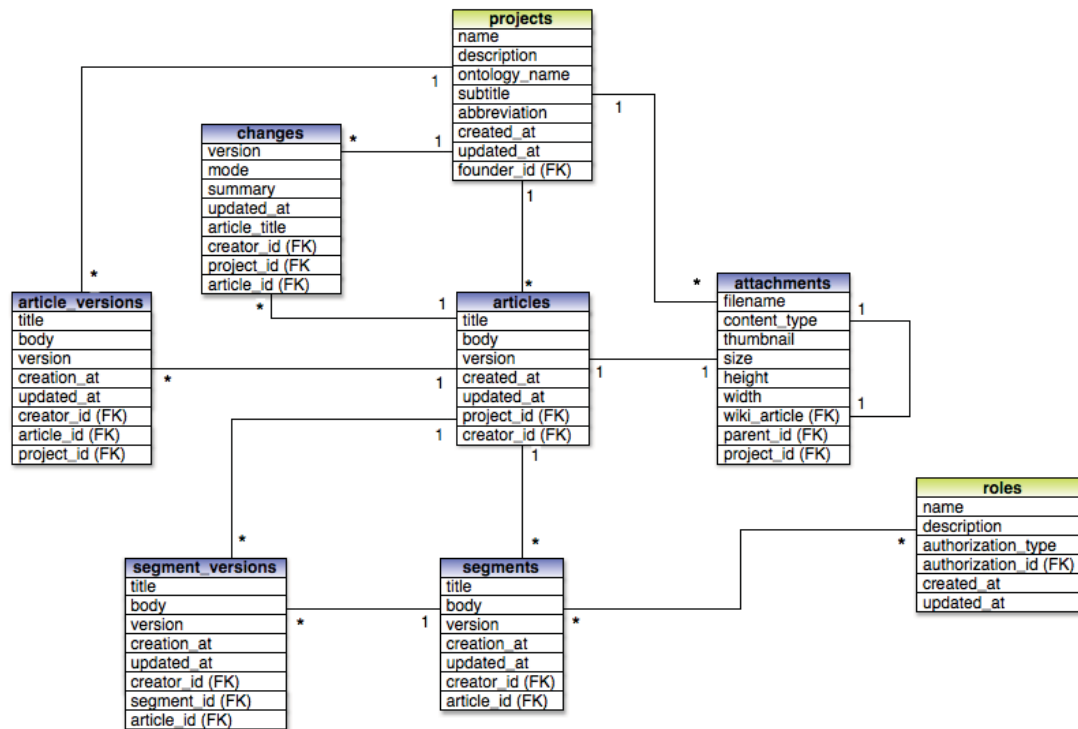 projects
name
description
ontology_name
subtitle
abbreviation
created_at
updated_at
founder_id (FK)
1
1
1
1
changes
version
mode
summary
updated_at
article_title
creator_id (FK)
project_id (FK
article_id (FK)
*
*
*
article_versions
title
body
version
creation_at
updated_at
creator_id (FK)
article_id (FK)
project_id (FK)
*
articles
title
body
version
created_at
updated_at
project_id (FK)
creator_id (FK)
*
1
1
1
1
1
attachments
filename
content_type
thumbnail
size
height
width
wiki_article (FK)
parent_id (FK)
project_id (FK)
*
1
1
1
roles
name
description
authorization_type
authorization_id (FK)
created_at
updated_at
*
segment_versions
title
body
version
creation_at
updated_at
creator_id (FK)
segment_id (FK)
article_id (FK)
*
*
segments
title
body
version
creation_at
updated_at
creator_id (FK)
article_id (FK)
*
1
*